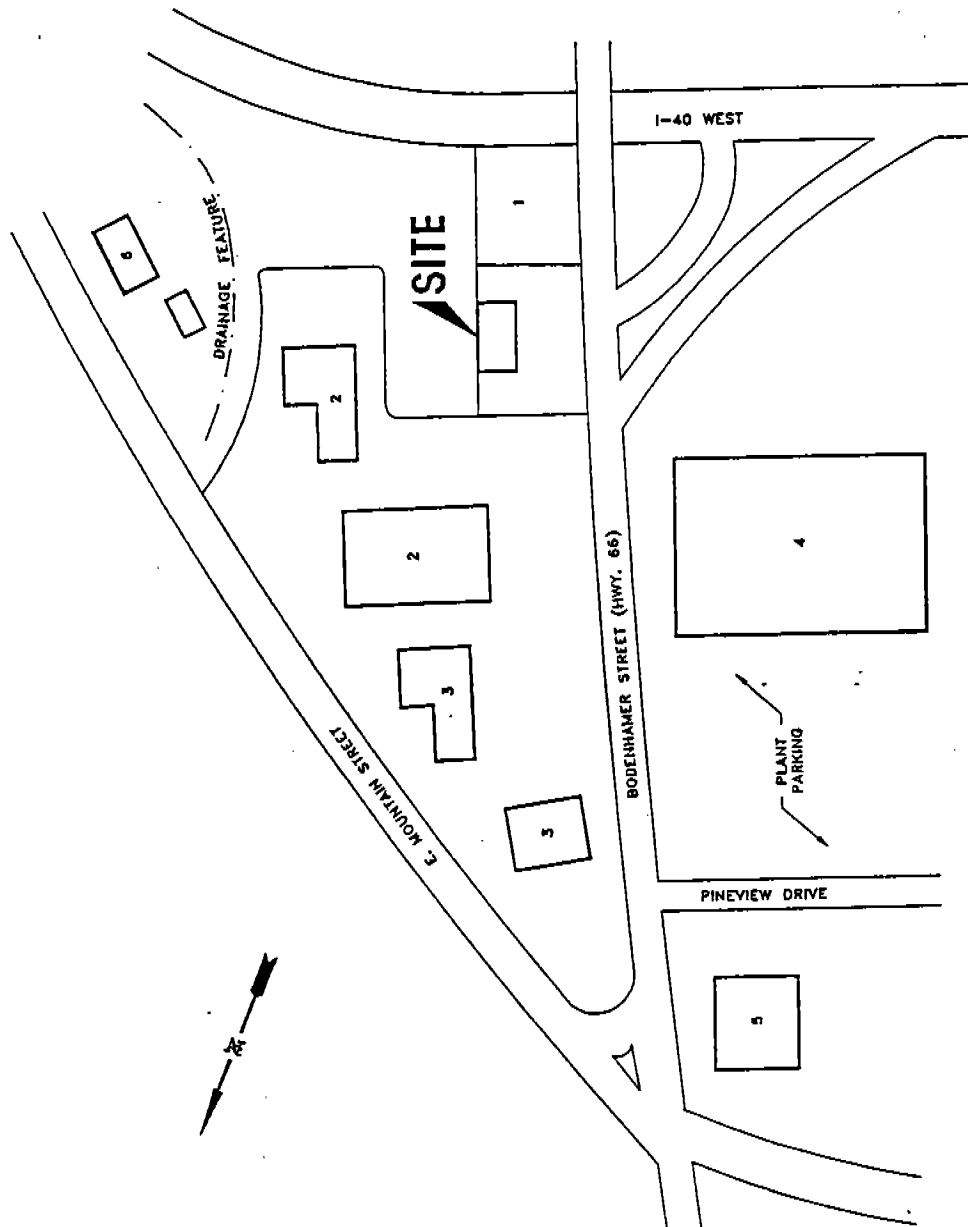 I-40 WEST
1
SITE
6
DRAINAGE FEATURE
2
2
4
BODENHAMER STREET (HWY. 66)
3
PLANT
PARKING
E. MOUNTAIN STREET
3
PINEVIEW DRIVE
5